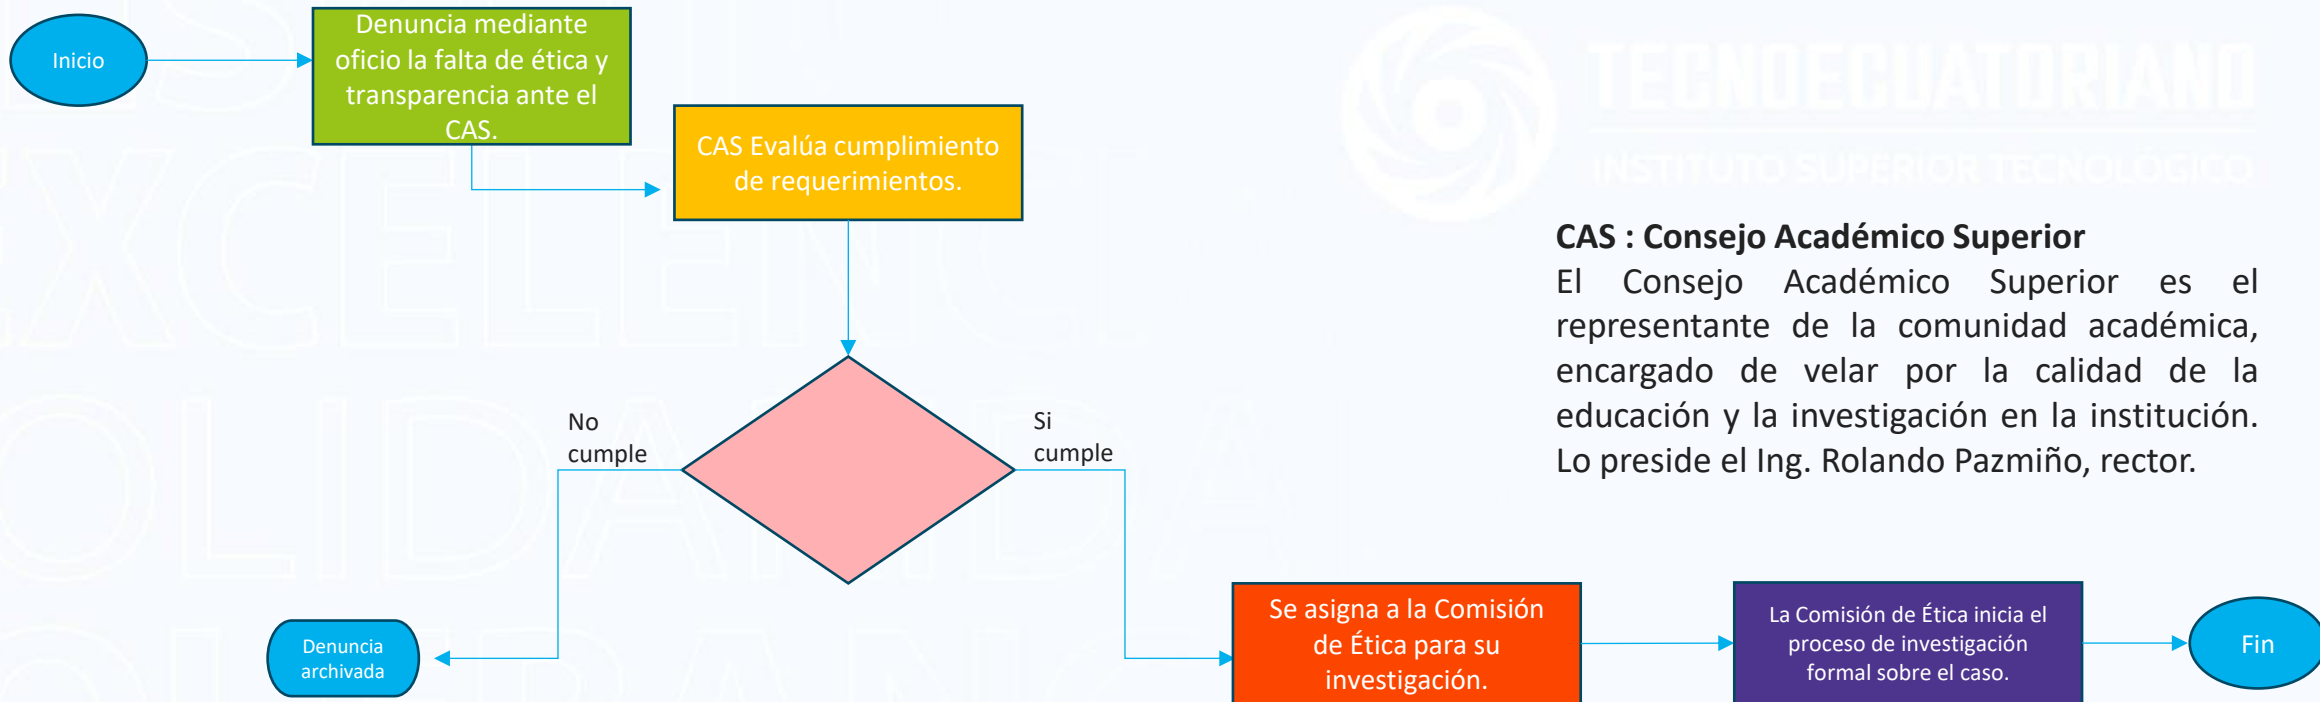 Inicio
Denuncia mediante
oficio la falta de ética y
transparencia ante el
CAS.
CAS Evalúa cumplimiento
de requerimientos.
TECNOECUATORIANO
INSTITUTO SUPERIOR TECNOLÓGICO
CAS : Consejo Académico Superior
El Consejo Académico Superior es el
representante de la comunidad académica,
encargado de velar por la calidad de la
educación y la investigación en la institución.
Lo preside el Ing. Rolando Pazmiño, rector.
No
cumple
Si
cumple
Denuncia
archivada
Se asigna a la Comisión
de Ética para su
investigación.
La Comisión de Ética inicia el
proceso de investigación
formal sobre el caso.
Fin